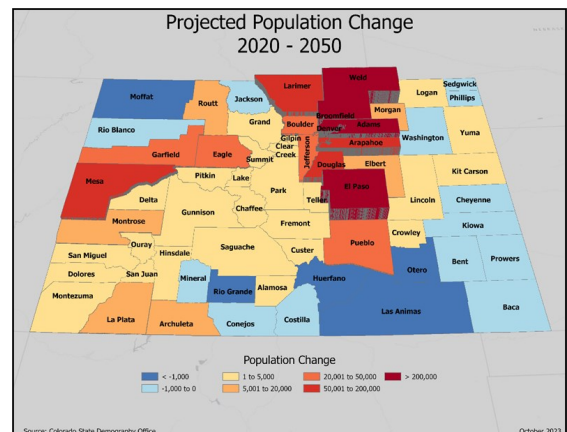 Projected Population Change
2020 - 2050
Moffat
Routt
Jackson
Larimer
Weld
Logan
Sedgwick
Phillips
Morgan
Rio Blanco
Grand
Boulder
Broomfield
Adams
Denver
Washington
Yuma
Gilpin
Clear
Creek
Jefferson
Arapahoe
Garfield
Eagle
Summit
Douglas
Elbert
Kit Carson
Pitkin
Lake
Park
Mesa
Delta
Teller
El Paso
Lincoln
Cheyenne
Gunnison
Chaffee
Montrose
Fremont
Kiowa
Ouray
Pueblo
Crowley
San Miguel
Hinsdale
Saguache
Custer
Otero
Bent
Prowers
Dolores
San Juan
Mineral
Rio Grande
Alamosa
Huerfano
Montezuma
La Plata
Archuleta
Conejos
Costilla
Las Animas
Baca
Population Change
< -1,000
1 to 5,000
20,001 to 50,000
> 200,000
-1,000 to 0
5,001 to 20,000
50,001 to 200,000
Source: Colorado State Demography Office
October 2023